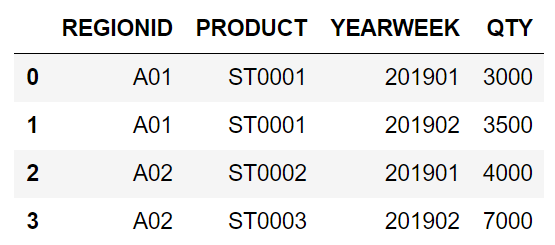 REGIONID PRODUCT YEARWEEK QTY
0 A01 ST0001 201901 3000
1 A01 ST0001 201902 3500
2 A02 ST0002 201901 4000
3 A02 ST0003 201902 7000